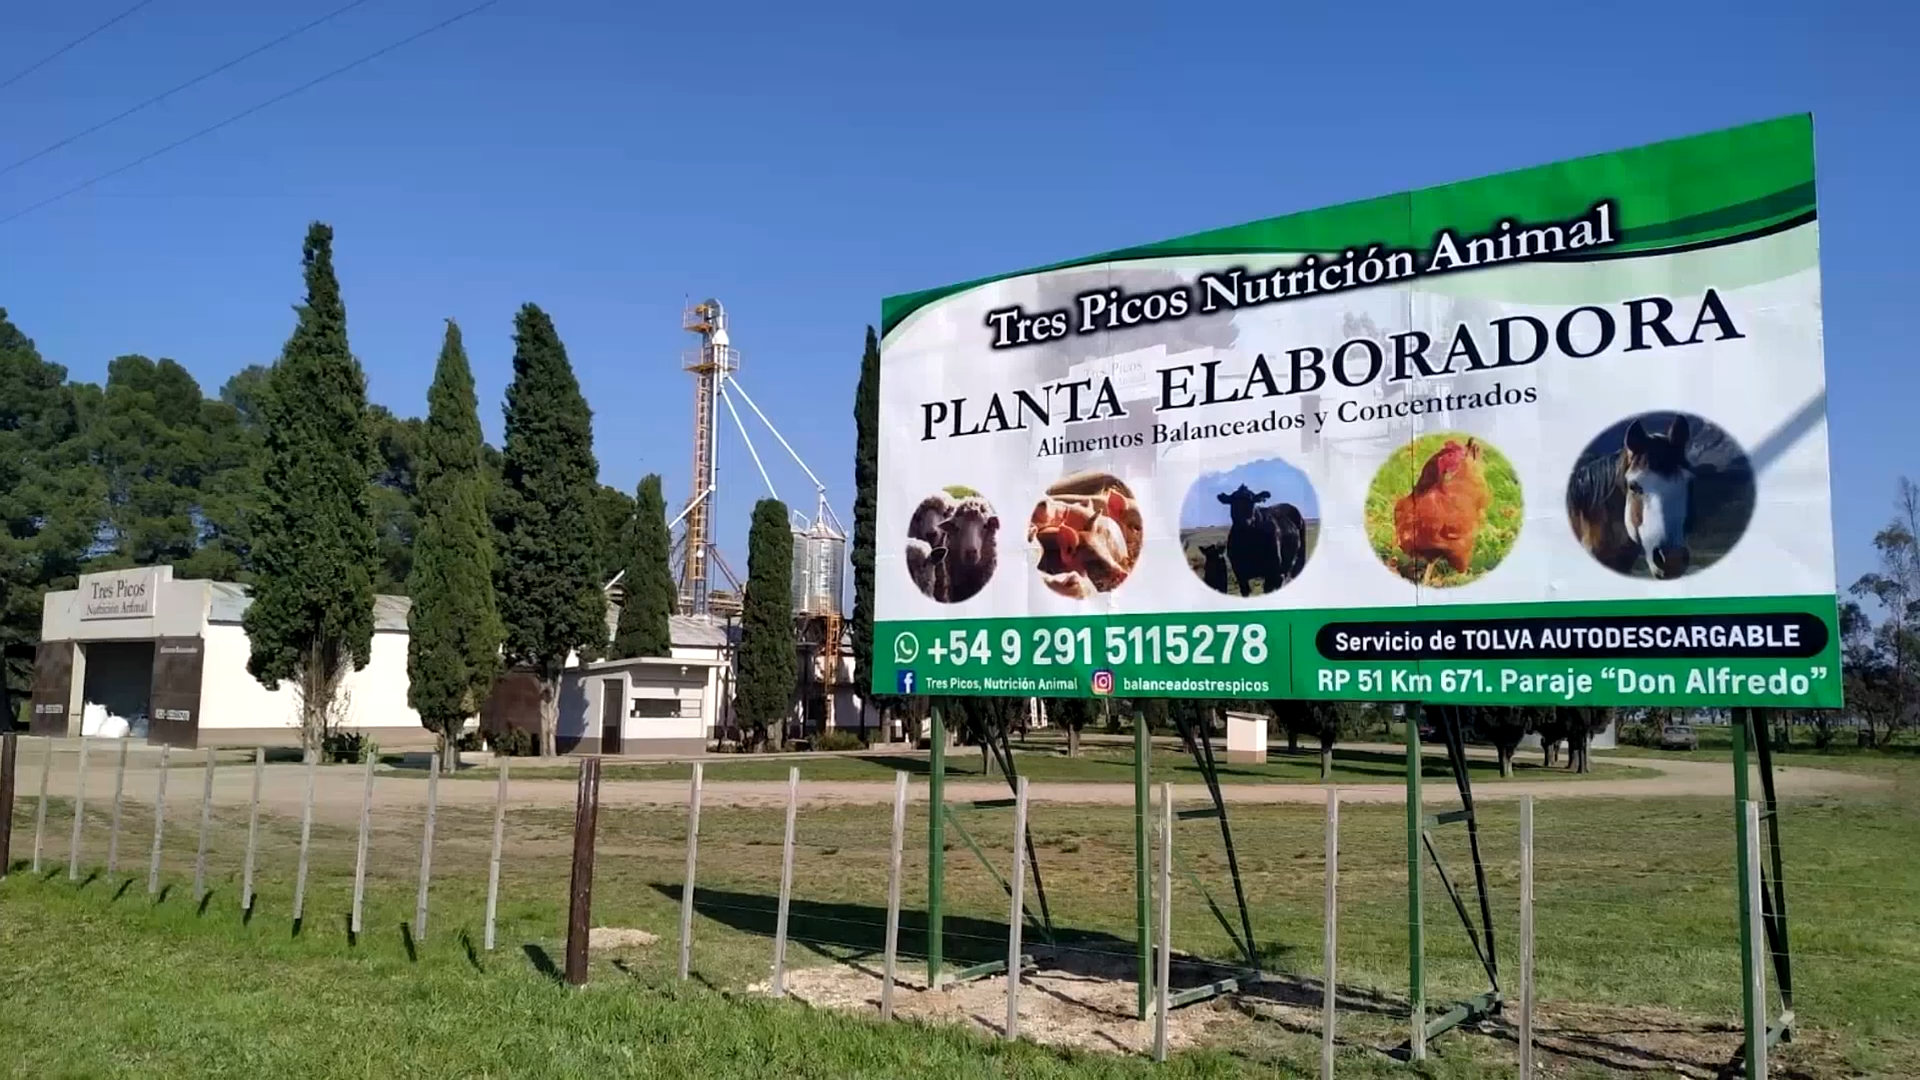 Tres Picos Nutrición Animal
PLANTA ELABORADORA
Alimentos Balanceados y Concentrados
+54 9 291 5115278
Servicio de TOLVA AUTODESCARGABLE
Tres Picos, Nutrición Animal
balanceadostrespicos
RP 51 Km 671. Paraje “Don Alfredo”
Tres Picos
Nutrición Animal